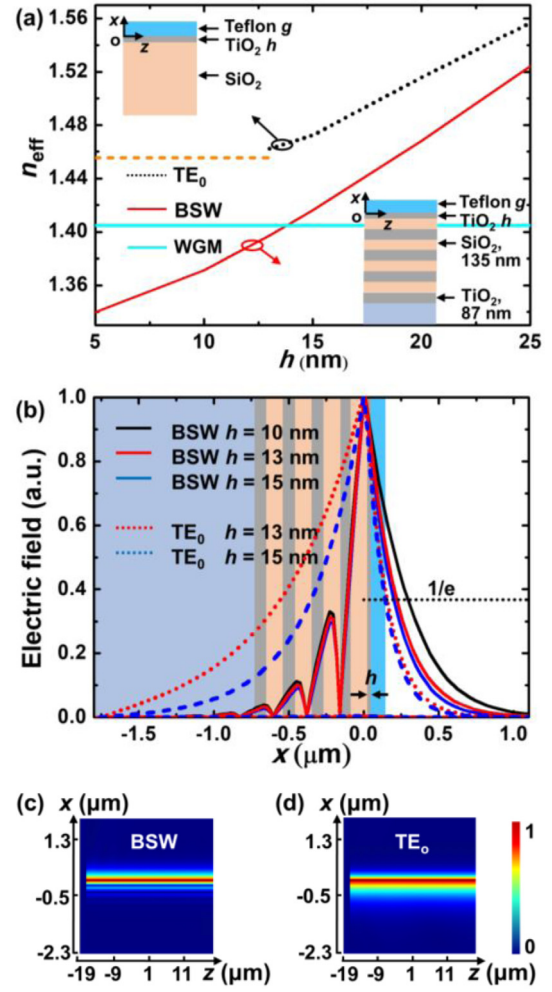 (a)
1.56
1.52
1.48
1.44
1.40
1.36
n_eff
x
o
z
Teflon g
TiO₂ h
SiO₂
TE₀
BSW
WGM
x
o
z
Teflon g
TiO₂ h
SiO₂,
135 nm
TiO₂,
87 nm
5 10 15 20 25
h (nm)
(b)
1.0
0.8
0.6
0.4
0.2
0.0
Electric field (a.u.)
BSW h = 10 nm
BSW h = 13 nm
BSW h = 15 nm
TE₀ h = 13 nm
TE₀ h = 15 nm
1/e
h
-1.5 -1.0 -0.5 0.0 0.5 1.0
x (μm)
(c) x (μm)
1.3
-0.5
-2.3
BSW
-19 -9 1 11 z (μm)
(d) x (μm)
1.3
-0.5
-2.3
TEₒ
-19 -9 1 11 z (μm)
1
0